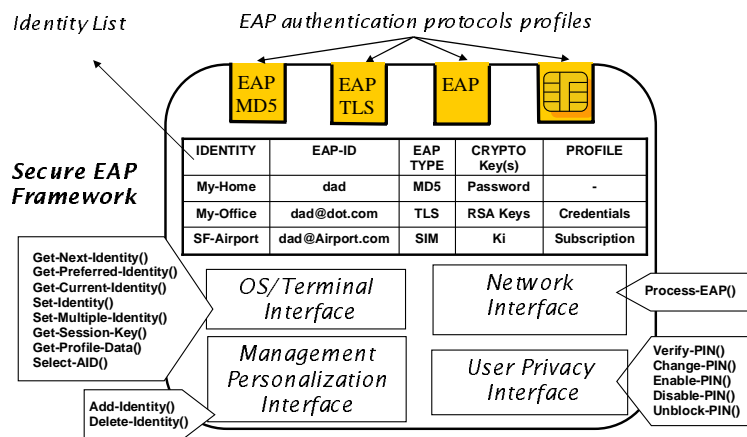 Identity List
EAP authentication protocols profiles
EAP
MD5
EAP
TLS
EAP
IDENTITY EAP-ID EAP TYPE CRYPTO Key(s) PROFILE
My-Home dad MD5 Password -
My-Office dad@dot.com TLS RSA Keys Credentials
SF-Airport dad@Airport.com SIM Ki Subscription
Secure EAP
Framework
Get-Next-Identity()
Get-Preferred-Identity()
Get-Current-Identity()
Set-Identity()
Set-Multiple-Identity()
Get-Session-Key()
Get-Profile-Data()
Select-AID()
OS/Terminal
Interface
Network
Interface
Process-EAP()
Management
Personalization
Interface
User Privacy
Interface
Verify-PIN()
Change-PIN()
Enable-PIN()
Disable-PIN()
Unblock-PIN()
Add-Identity()
Delete-Identity()